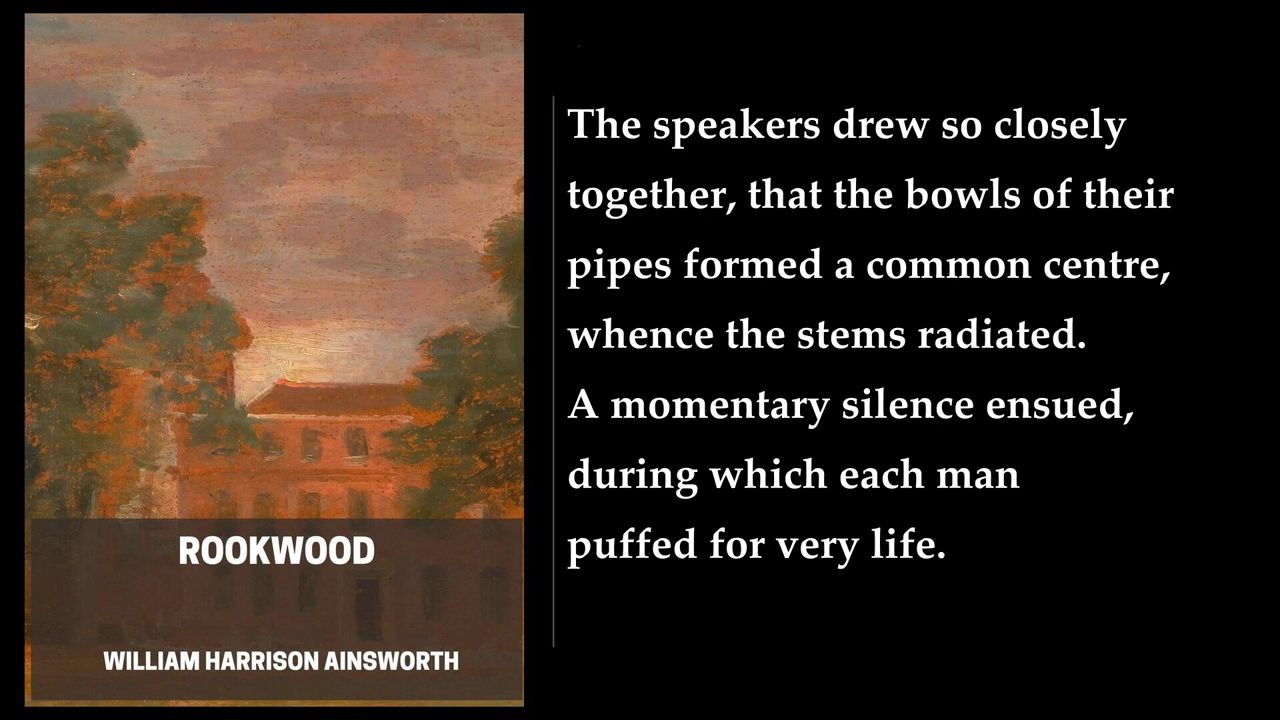 ROOKWOOD
WILLIAM HARRISON AINSWORTH
The speakers drew so closely
together, that the bowls of their
pipes formed a common centre,
whence the stems radiated.
A momentary silence ensued,
during which each man
puffed for very life.